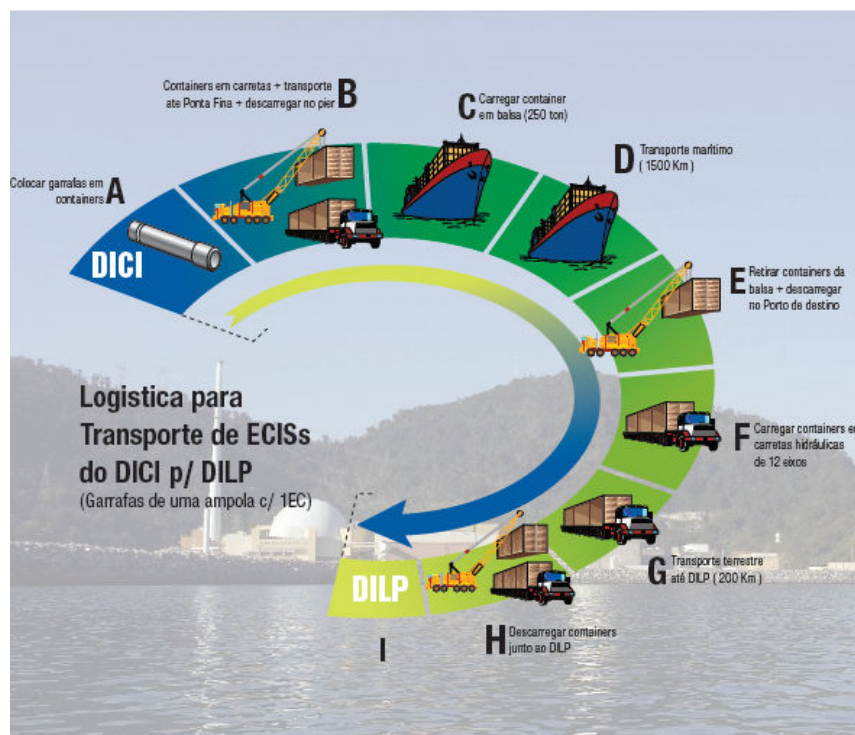 Containers em carretas + transporte
ate Ponta Fina + descarregar no pier
B
C
Carregar container
em balsa (250 ton)
D
Transporte marítimo
( 1500 Km )
Colocar garrafas em
containers
A
DICI
E
Retirar containers da
balsa + descarregar
no Porto de destino
Logistica para
Transporte de ECISs
do DICI p/ DILP
(Garrafas de uma ampola c/ 1EC)
F
Carregar containers e
carretas hidráulicas
de 12 eixos
G
Transporte terrestre
até DILP ( 200 Km )
DILP
I
H
Descarregar containers
junto ao DILP